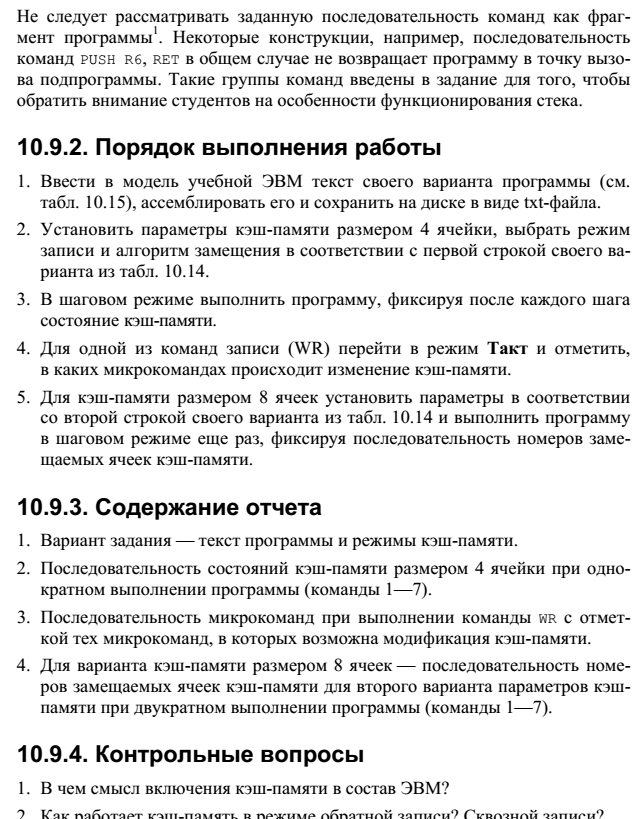 Не следует рассматривать заданную последовательность команд как фраг-
мент программы¹. Некоторые конструкции, например, последовательность
команд PUSH R6, RET в общем случае не возвращает программу в точку вызо-
ва подпрограммы. Такие группы команд введены в задание для того, чтобы
обратить внимание студентов на особенности функционирования стека.
10.9.2. Порядок выполнения работы
1. Ввести в модель учебной ЭВМ текст своего варианта программы (см.
табл. 10.15), ассемблировать его и сохранить на диске в виде txt-файла.
2. Установить параметры кэш-памяти размером 4 ячейки, выбрать режим
записи и алгоритм замещения в соответствии с первой строкой своего ва-
рианта из табл. 10.14.
3. В шаговом режиме выполнить программу, фиксируя после каждого шага
состояние кэш-памяти.
4. Для одной из команд записи (WR) перейти в режим Такт и отметить,
в каких микрокомандах происходит изменение кэш-памяти.
5. Для кэш-памяти размером 8 ячеек установить параметры в соответствии
со второй строкой своего варианта из табл. 10.14 и выполнить программу
в шаговом режиме еще раз, фиксируя последовательность номеров заме-
щаемых ячеек кэш-памяти.
10.9.3. Содержание отчета
1. Вариант задания — текст программы и режимы кэш-памяти.
2. Последовательность состояний кэш-памяти размером 4 ячейки при одно-
кратном выполнении программы (команды 1—7).
3. Последовательность микрокоманд при выполнении команды WR с отмет-
кой тех микрокоманд, в которых возможна модификация кэш-памяти.
4. Для варианта кэш-памяти размером 8 ячеек — последовательность номе-
ров замещаемых ячеек кэш-памяти для второго варианта параметров кэш-
памяти при двукратном выполнении программы (команды 1—7).
10.9.4. Контрольные вопросы
1. В чем смысл включения кэш-памяти в состав ЭВМ?
2. Как работает кэш-память в режиме обратной записи? Сквозной записи?